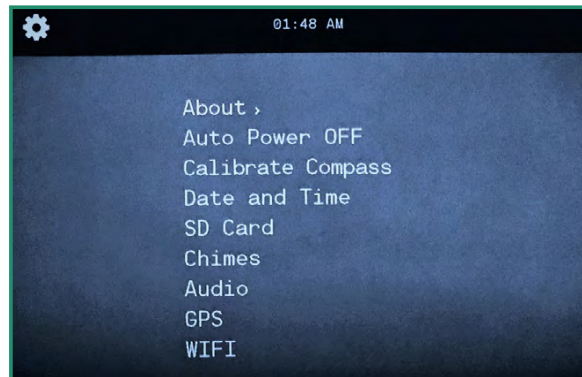 01:48 AM
About ›
Auto Power OFF
Calibrate Compass
Date and Time
SD Card
Chimes
Audio
GPS
WIFI